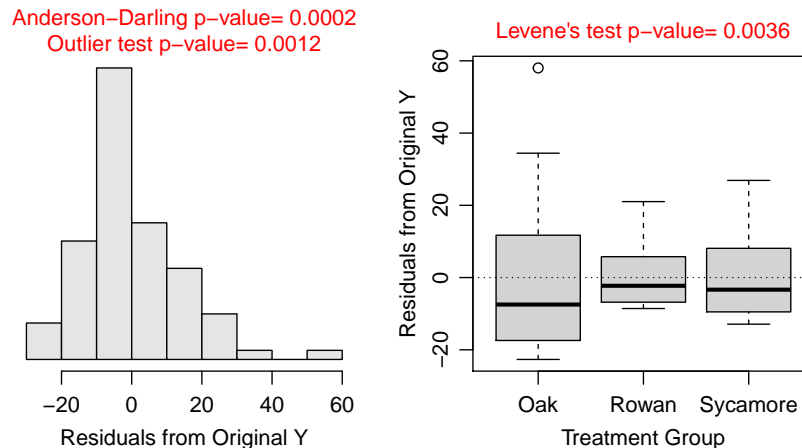 Anderson−Darling p−value= 0.0002
Outlier test p−value= 0.0012
−20 0 20 40 60
Residuals from Original Y
Levene's test p−value= 0.0036
60
40
20
0
−20
Residuals from Original Y
Oak Rowan Sycamore
Treatment Group